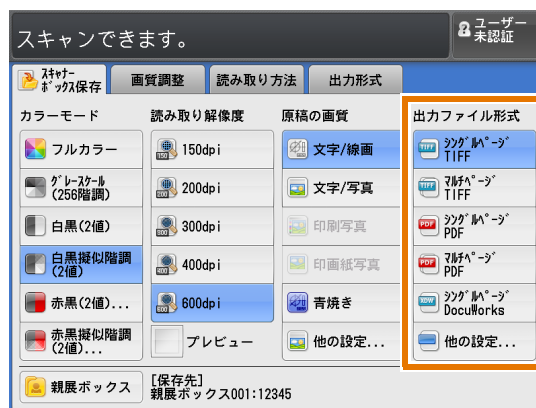 スキャンできます。
ユーザー
未認証
ｽｷｬﾅｰ
ﾎﾞｯｸｽ保存
画質調整
読み取り方法
出力形式
カラーモード
フルカラー
ｸﾞﾚｰｽｹｰﾙ
(256階調)
白黒(2値)
白黒擬似階調
(2値)
赤黒(2値)...
赤黒擬似階調
(2値)...
読み取り解像度
150dpi
200dpi
300dpi
400dpi
600dpi
プレビュー
原稿の画質
文字/線画
文字/写真
印刷写真
印画紙写真
青焼き
他の設定...
出力ファイル形式
ｼﾝｸﾞﾙﾍﾟｰｼﾞ
TIFF
ﾏﾙﾁﾍﾟｰｼﾞ
TIFF
ｼﾝｸﾞﾙﾍﾟｰｼﾞ
PDF
ﾏﾙﾁﾍﾟｰｼﾞ
PDF
ｼﾝｸﾞﾙﾍﾟｰｼﾞ
DocuWorks
他の設定...
親展ボックス
[保存先]
親展ボックス001:12345